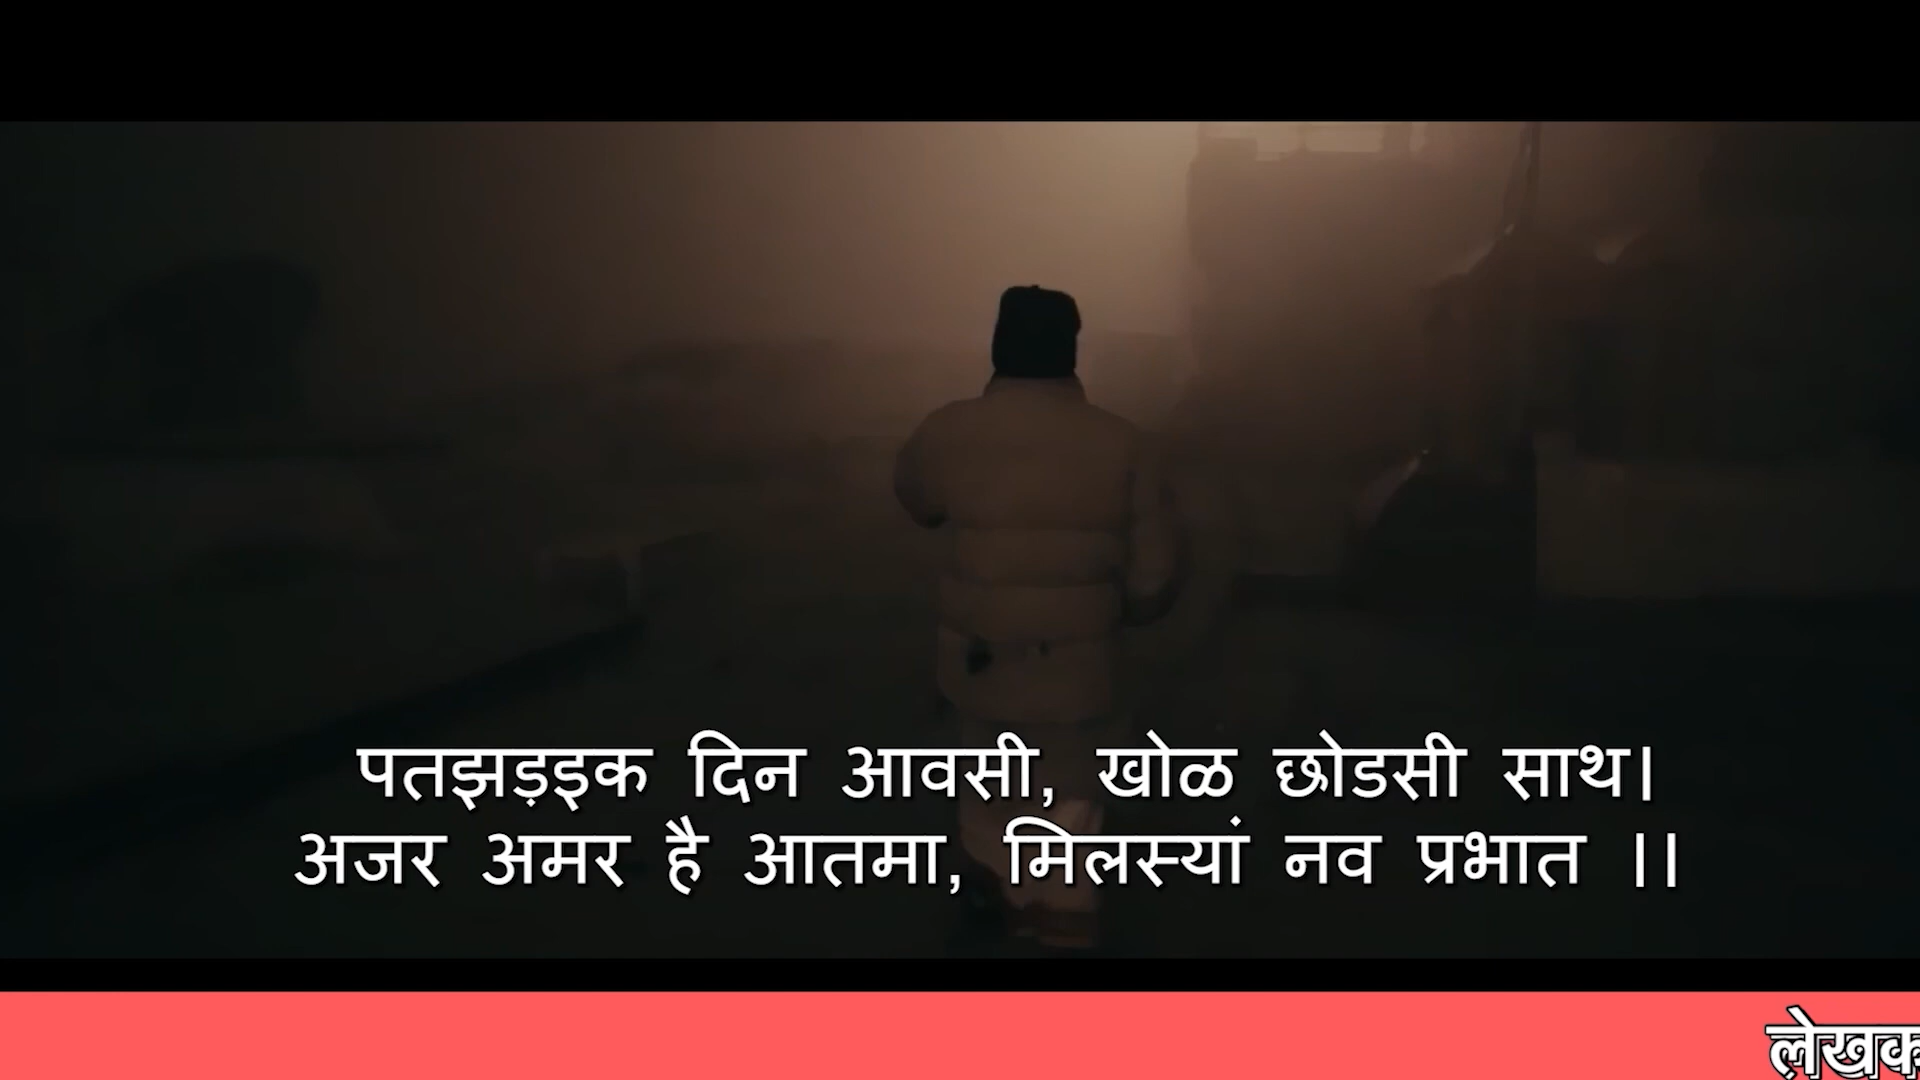 पतझड़इक दिन आवसी, खोळ छोडसी साथ।
अजर अमर है आतमा, मिलस्यां नव प्रभात ।।
लेखक